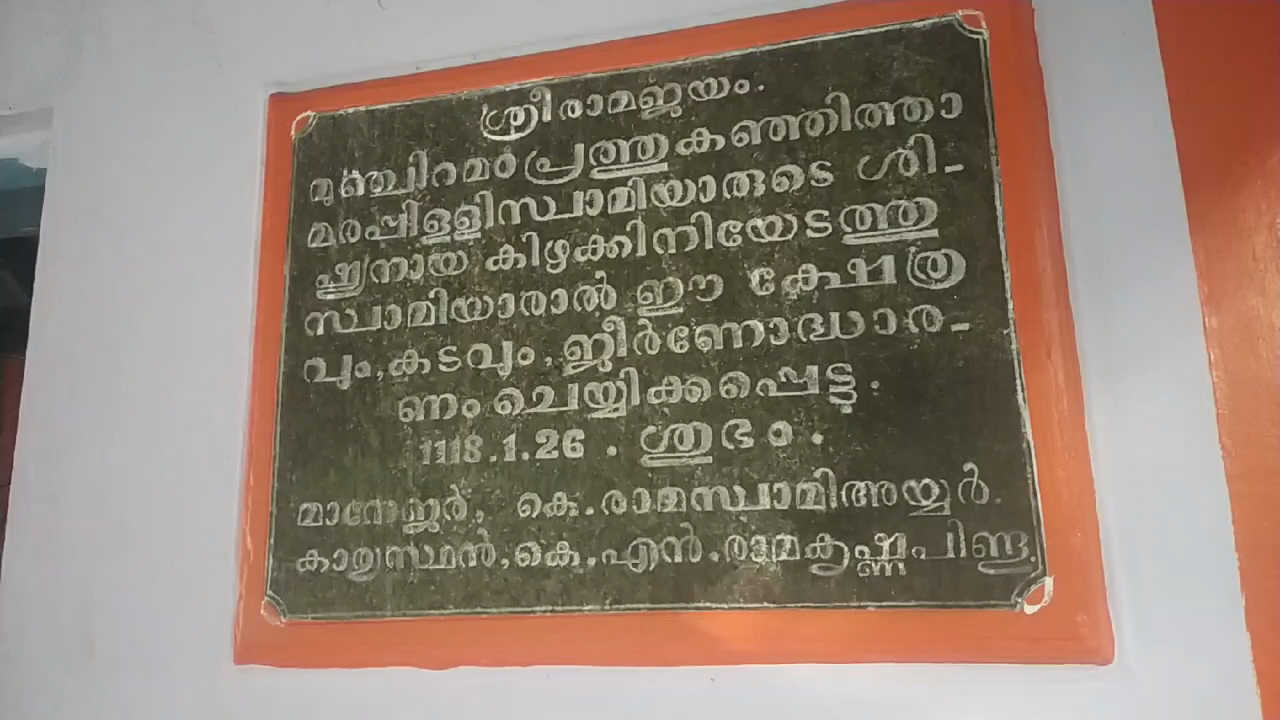 ശ്രീരാമജയം.
മുഞ്ചിറമഠംപ്രത്തുകഞ്ഞിത്താ
മരപ്പിള്ളിസ്വാമിയാരുടെ ശി-
ഷ്യനായ കിഴക്കിനിയേടത്തു
സ്വാമിയാരാൽ ഈ ക്ഷേത്ര
വും, കടവും, ജീർണോദ്ധാര-
ണം ചെയ്യിക്കപ്പെട്ടു.
1118.1.26 . ശുഭം.
മാനേജർ, കെ. രാമസ്വാമിഅയ്യർ.
കാര്യസ്ഥൻ, കെ. എൻ. രാമകൃഷ്ണപിണ്ടു.